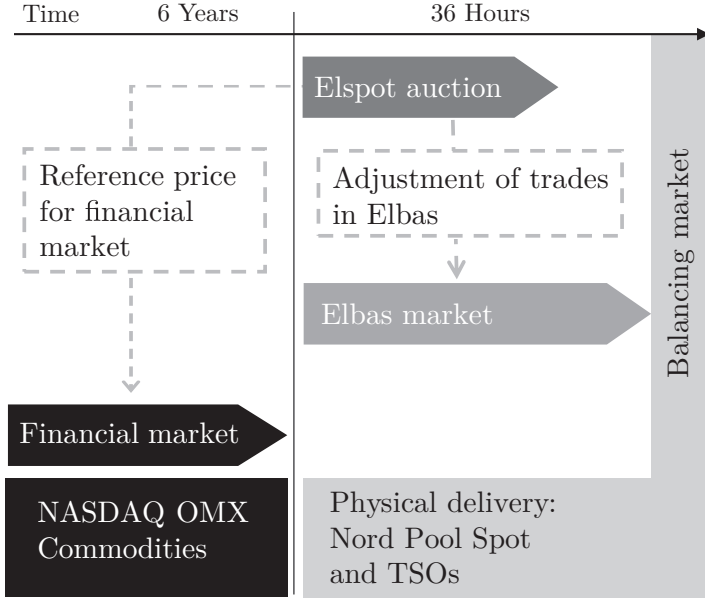 Time 6 Years 36 Hours
Elspot auction
Reference price
for financial
market
Adjustment of trades
in Elbas
Elbas market
Balancing market
Financial market
NASDAQ OMX
Commodities
Physical delivery:
Nord Pool Spot
and TSOs